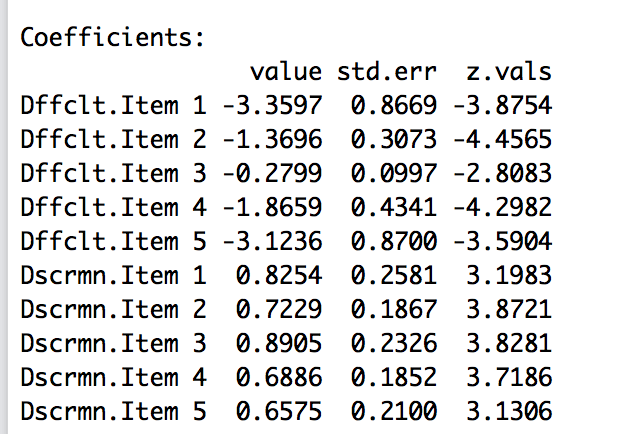 Coefficients:
value std.err z.vals
Dffclt.Item 1 -3.3597 0.8669 -3.8754
Dffclt.Item 2 -1.3696 0.3073 -4.4565
Dffclt.Item 3 -0.2799 0.0997 -2.8083
Dffclt.Item 4 -1.8659 0.4341 -4.2982
Dffclt.Item 5 -3.1236 0.8700 -3.5904
Dscrmn.Item 1 0.8254 0.2581 3.1983
Dscrmn.Item 2 0.7229 0.1867 3.8721
Dscrmn.Item 3 0.8905 0.2326 3.8281
Dscrmn.Item 4 0.6886 0.1852 3.7186
Dscrmn.Item 5 0.6575 0.2100 3.1306